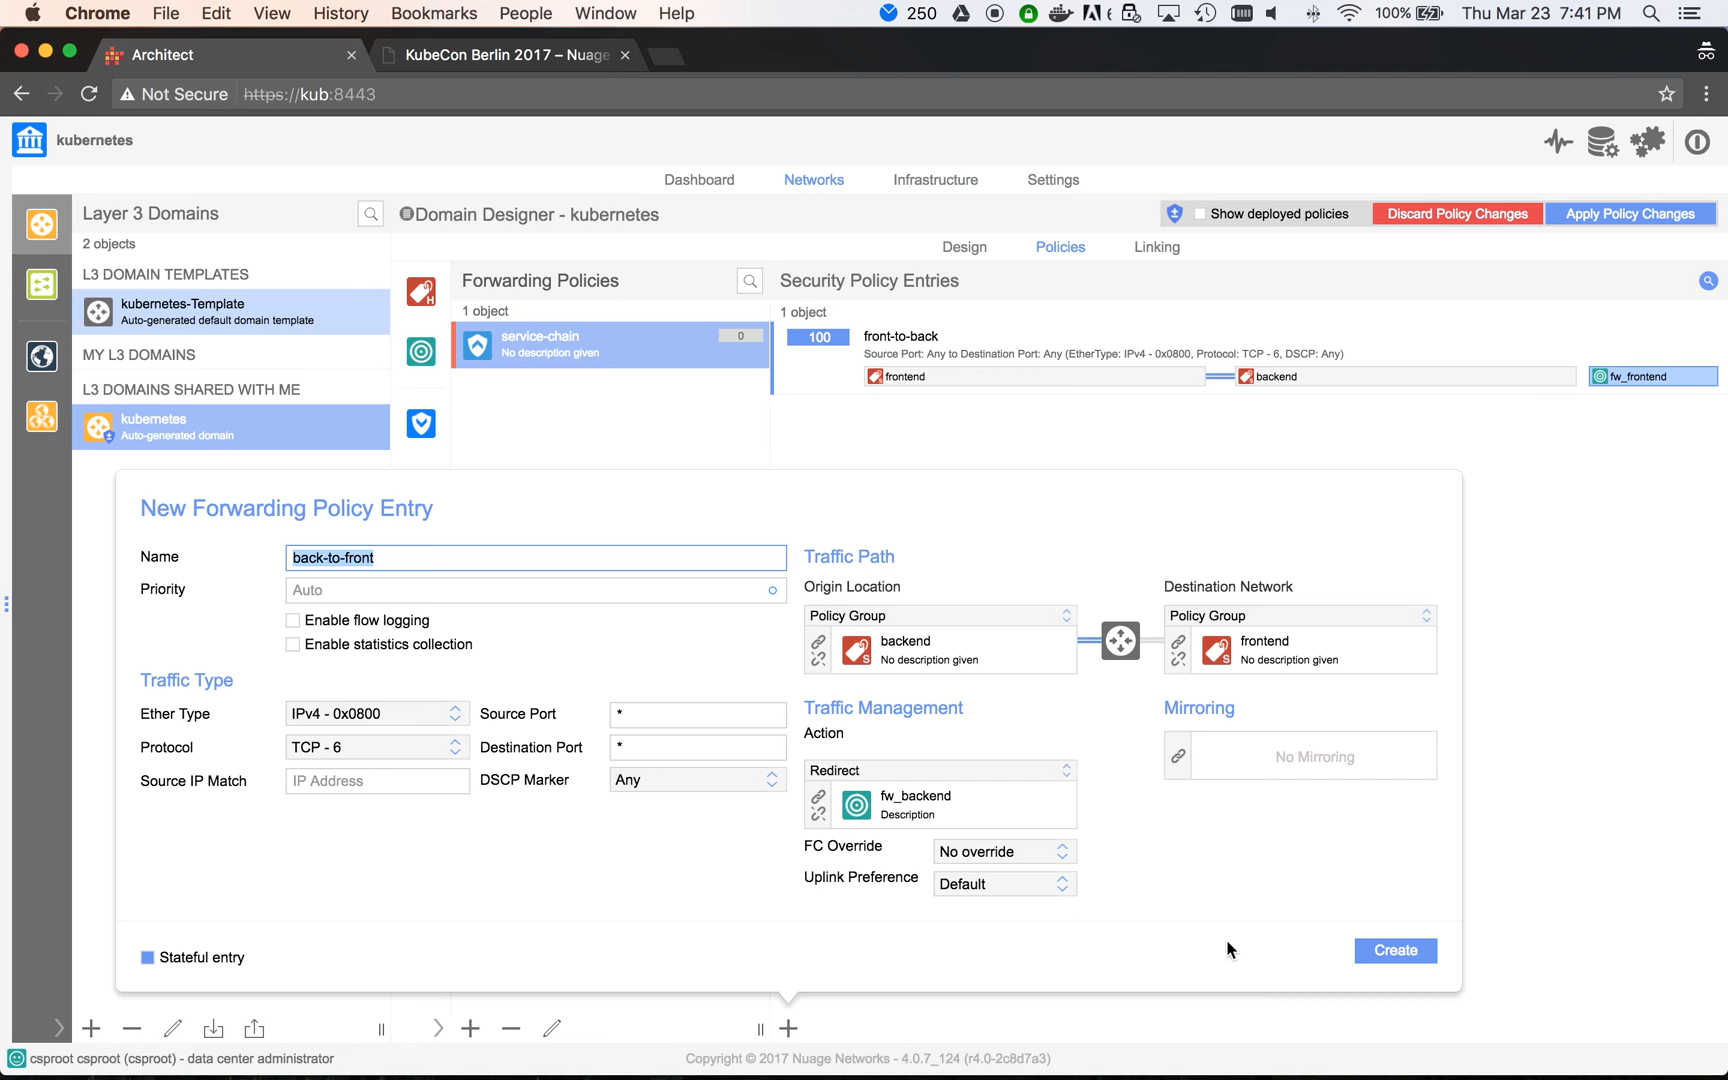 Chrome File Edit View History Bookmarks People Window Help 250 100% Thu Mar 23 7:41 PM
Architect
KubeCon Berlin 2017 – Nuage
Not Secure https://kub:8443
kubernetes
Dashboard Networks Infrastructure Settings
Layer 3 Domains
Domain Designer - kubernetes
Show deployed policies
Discard Policy Changes
Apply Policy Changes
2 objects
Design Policies Linking
L3 DOMAIN TEMPLATES
kubernetes-Template
Auto-generated default domain template
MY L3 DOMAINS
L3 DOMAINS SHARED WITH ME
kubernetes
Auto-generated domain
Forwarding Policies
1 object
service-chain
No description given
0
Security Policy Entries
1 object
100
front-to-back
Source Port: Any to Destination Port: Any (EtherType: IPv4 - 0x0800, Protocol: TCP - 6, DSCP: Any)
frontend
backend
fw_frontend
New Forwarding Policy Entry
Name back-to-front
Priority Auto
Enable flow logging
Enable statistics collection
Traffic Type
Ether Type IPv4 - 0x0800 Source Port *
Protocol TCP - 6 Destination Port *
Source IP Match IP Address DSCP Marker Any
Traffic Path
Origin Location
Policy Group
backend
No description given
Destination Network
Policy Group
frontend
No description given
Traffic Management
Action
Redirect
fw_backend
Description
FC Override No override
Uplink Preference Default
Mirroring
No Mirroring
Stateful entry
Create
csproot csproot (csproot) - data center administrator
Copyright © 2017 Nuage Networks - 4.0.7_124 (r4.0-2c8d7a3)